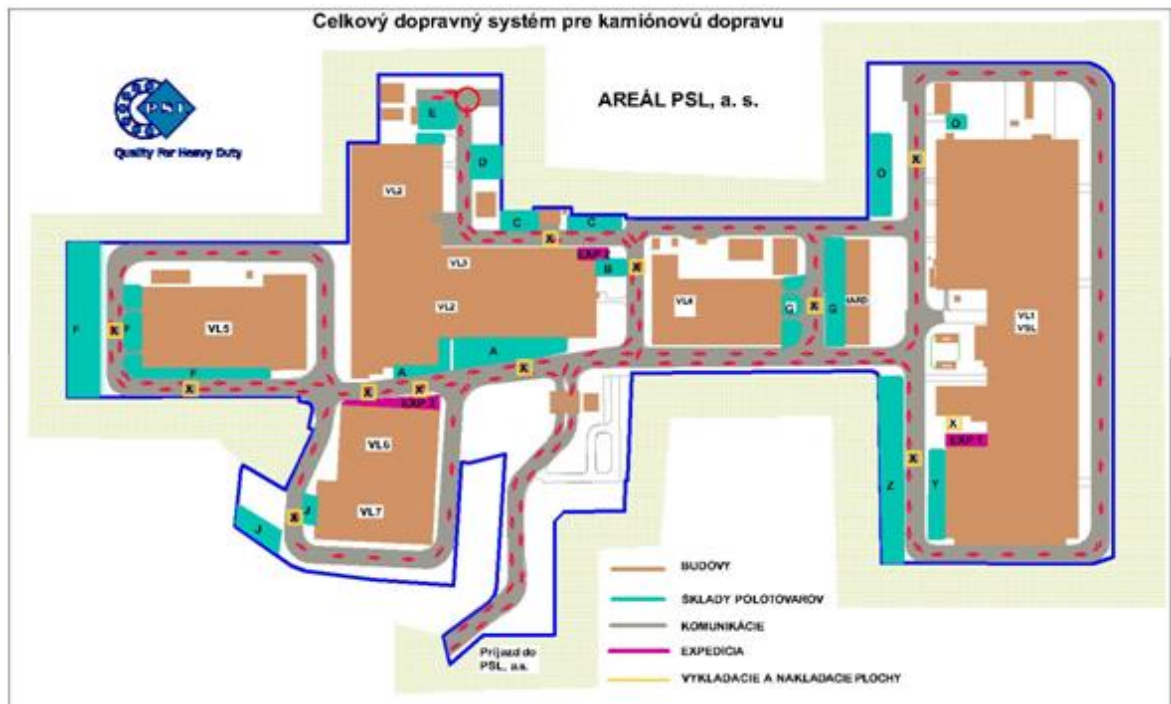 Celkový dopravný systém pre kamiónovú dopravu
AREÁL PSL, a. s.
PSL
Quality For Heavy Duty
E
D
VL2
C
C
O
O
VL3
EXP 2
B
VL2
G
G
VL1
VSL
F
F
VL5
F
A
A
EXP 3
VL6
VL7
J
J
EXP 1
Z
Y
Príjazd do
PSL, a.s.
BUDOVY
SKLADY POLOTOVAROV
KOMUNIKÁCIE
EXPEDÍCIA
VYKLADACIE A NAKLADACIE PLOCHY
X
X
X
X
X
X
X
X
X
X
X
X